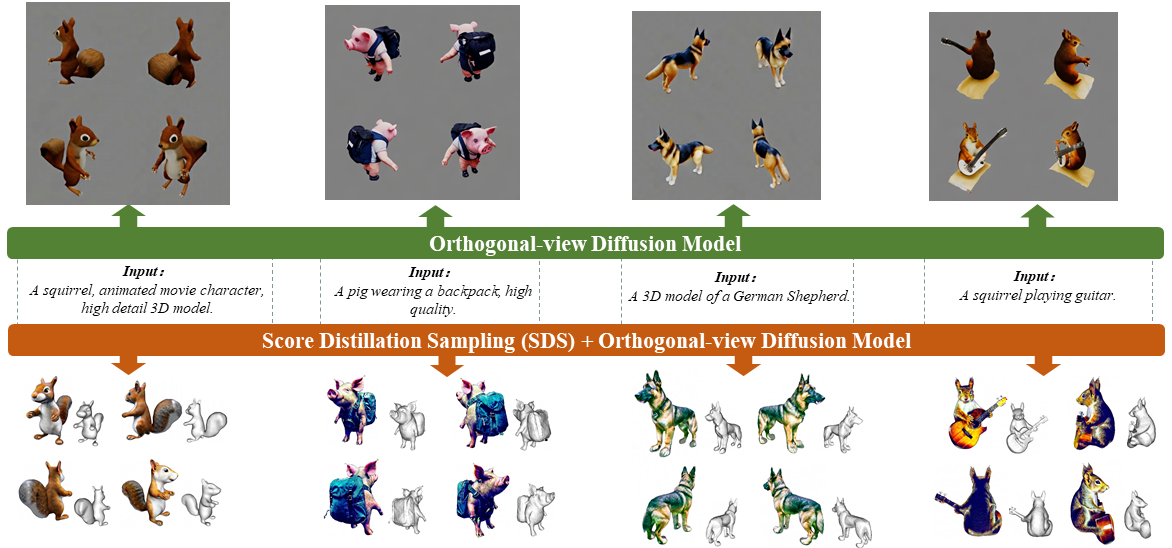 Orthogonal-view Diffusion Model
Input：
A squirrel, animated movie character,
high detail 3D model.
Input：
A pig wearing a backpack, high
quality.
Input：
A 3D model of a German Shepherd.
Input：
A squirrel playing guitar.
Score Distillation Sampling (SDS) + Orthogonal-view Diffusion Model